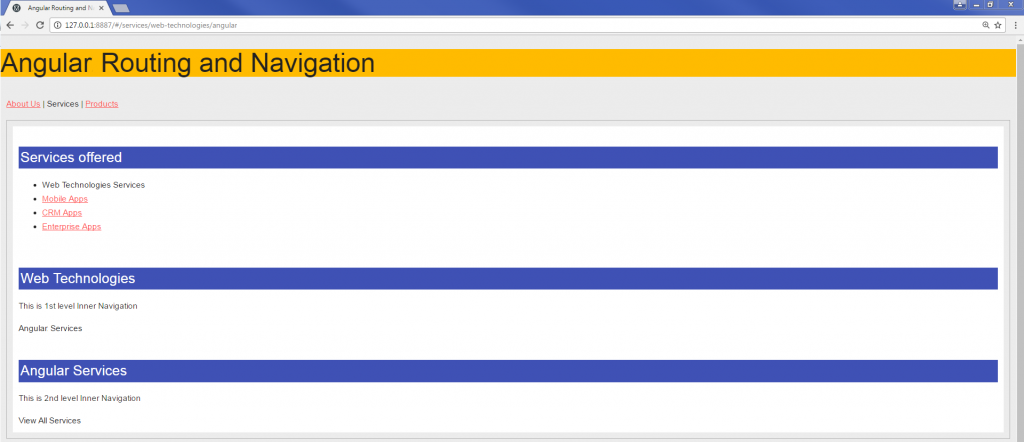 Angular Routing and N
127.0.0.1:8887/#/services/web-technologies/angular
Angular Routing and Navigation
About Us | Services | Products
Services offered
Web Technologies Services
Mobile Apps
CRM Apps
Enterprise Apps
Web Technologies
This is 1st level Inner Navigation
Angular Services
Angular Services
This is 2nd level Inner Navigation
View All Services